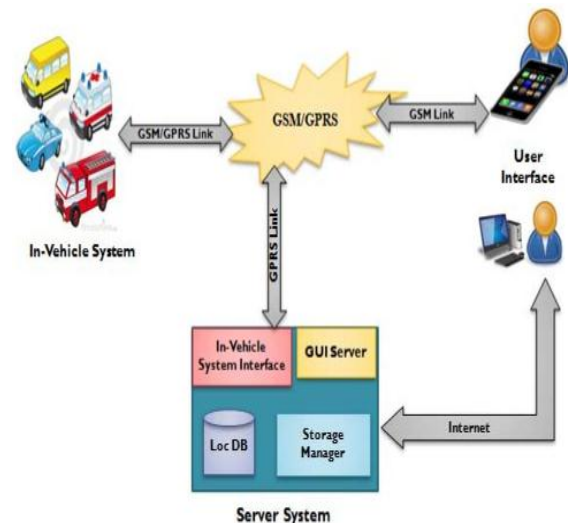 GSM/GPRS
GSM/GPRS Link
GSM Link
User
Interface
In-Vehicle System
GPRS Link
In-Vehicle
System Interface
GUI Server
Loc DB
Storage
Manager
Internet
Server System